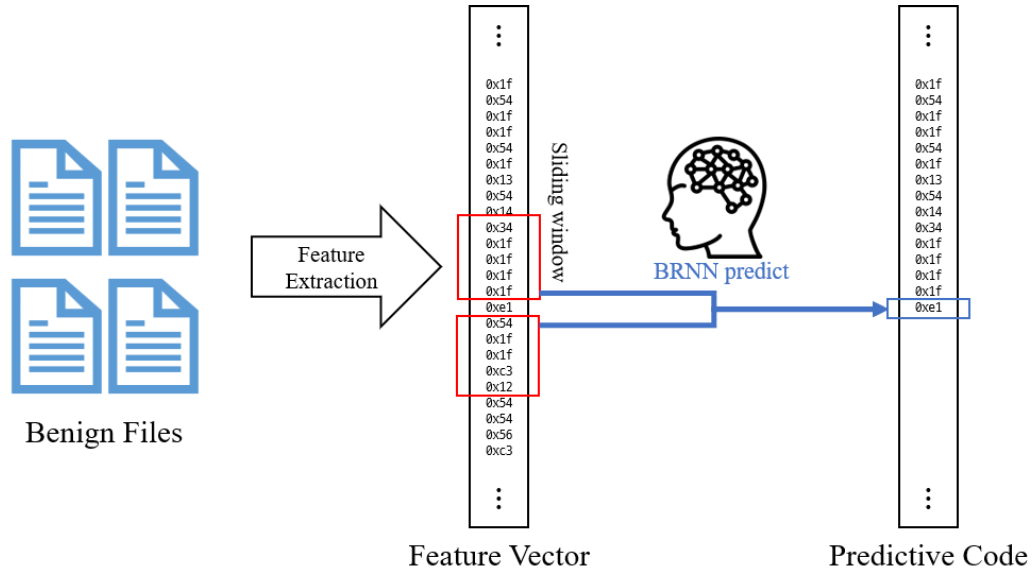 Benign Files
Feature
Extraction
⋮
0x1f
0x54
0x1f
0x1f
0x54
0x1f
0x13
0x54
0x14
0x34
0x1f
0x1f
0x1f
0x1f
0xe1
0x54
0x1f
0x1f
0xc3
0x12
0x54
0x54
0x56
0xc3
⋮
Feature Vector
Sliding window
BRNN predict
⋮
0x1f
0x54
0x1f
0x1f
0x54
0x1f
0x13
0x54
0x14
0x34
0x1f
0x1f
0x1f
0x1f
0xe1
⋮
Predictive Code